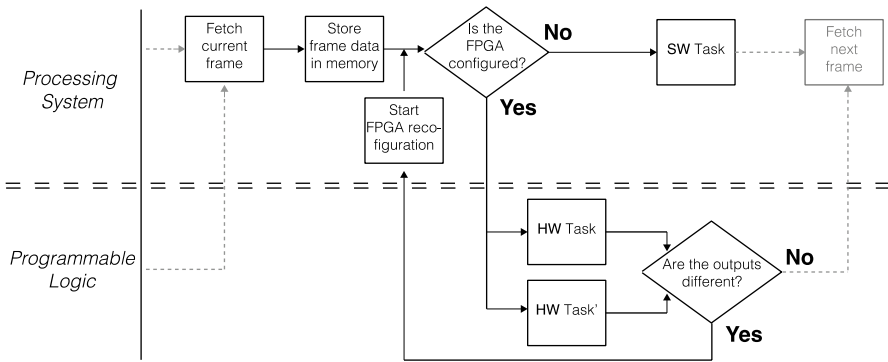 Processing
System
Fetch
current
frame
Store
frame data
in memory
Is the
FPGA
configured?
No
Yes
SW Task
Fetch
next
frame
Start
FPGA reco-
figuration
Programmable
Logic
HW Task
HW Task'
Are the outputs
different?
No
Yes